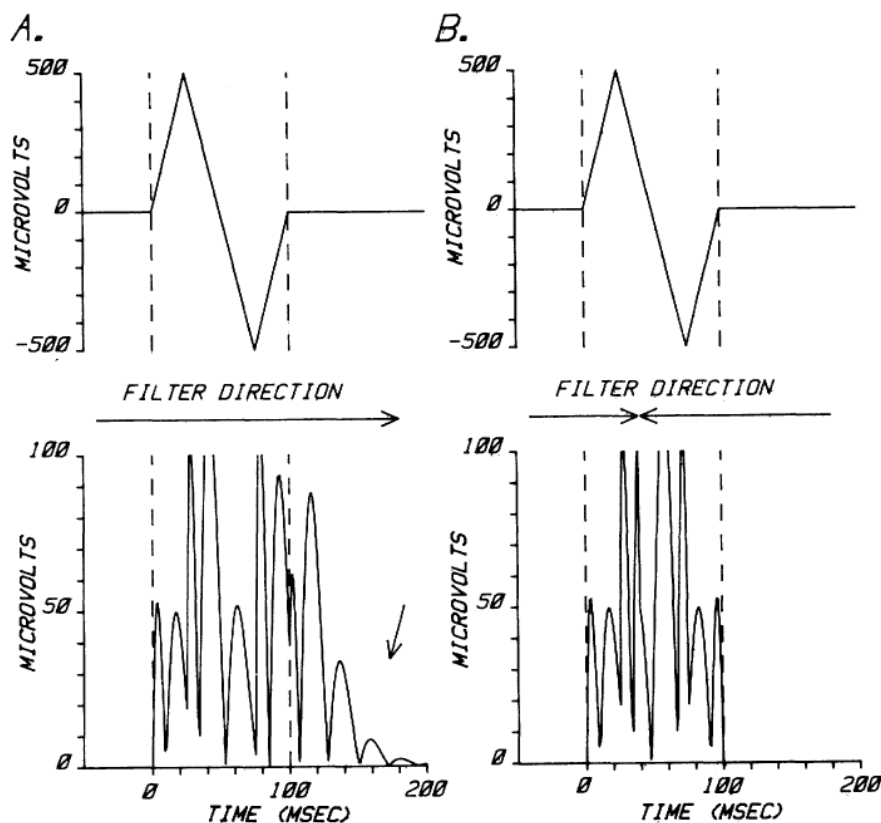 A.
500
0
-500
MICROVOLTS
FILTER DIRECTION
100
50
0
MICROVOLTS
0
100
200
TIME (MSEC)
B.
500
0
-500
MICROVOLTS
FILTER DIRECTION
100
50
0
MICROVOLTS
0
100
200
TIME (MSEC)